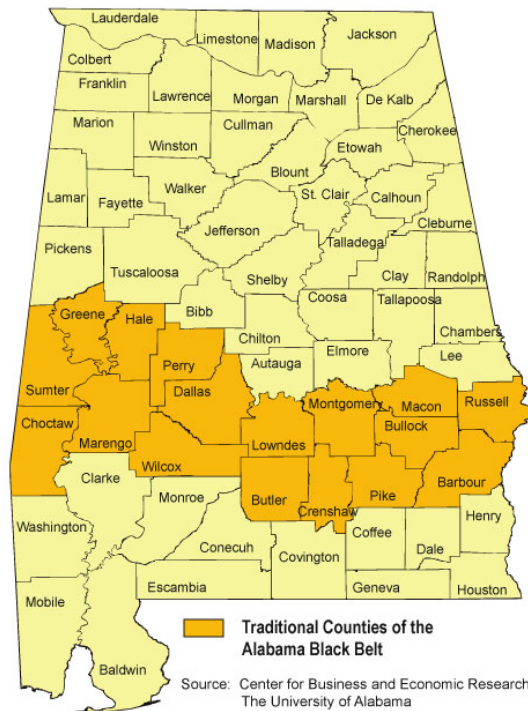 Lauderdale
Limestone
Madison
Jackson
Colbert
Franklin
Lawrence
Morgan
Marshall
De Kalb
Marion
Winston
Cullman
Cherokee
Etowah
Blount
Lamar
Fayette
Walker
St. Clair
Calhoun
Cleburne
Jefferson
Talladega
Pickens
Tuscaloosa
Shelby
Clay
Randolph
Bibb
Coosa
Tallapoosa
Greene
Hale
Chilton
Chambers
Perry
Autauga
Elmore
Lee
Sumter
Dallas
Montgomery
Macon
Russell
Choctaw
Marengo
Lowndes
Bullock
Wilcox
Clarke
Monroe
Butler
Crenshaw
Pike
Barbour
Washington
Conecuh
Covington
Coffee
Dale
Henry
Mobile
Escambia
Geneva
Houston
Baldwin
Traditional Counties of the
Alabama Black Belt
Source: Center for Business and Economic Research
The University of Alabama